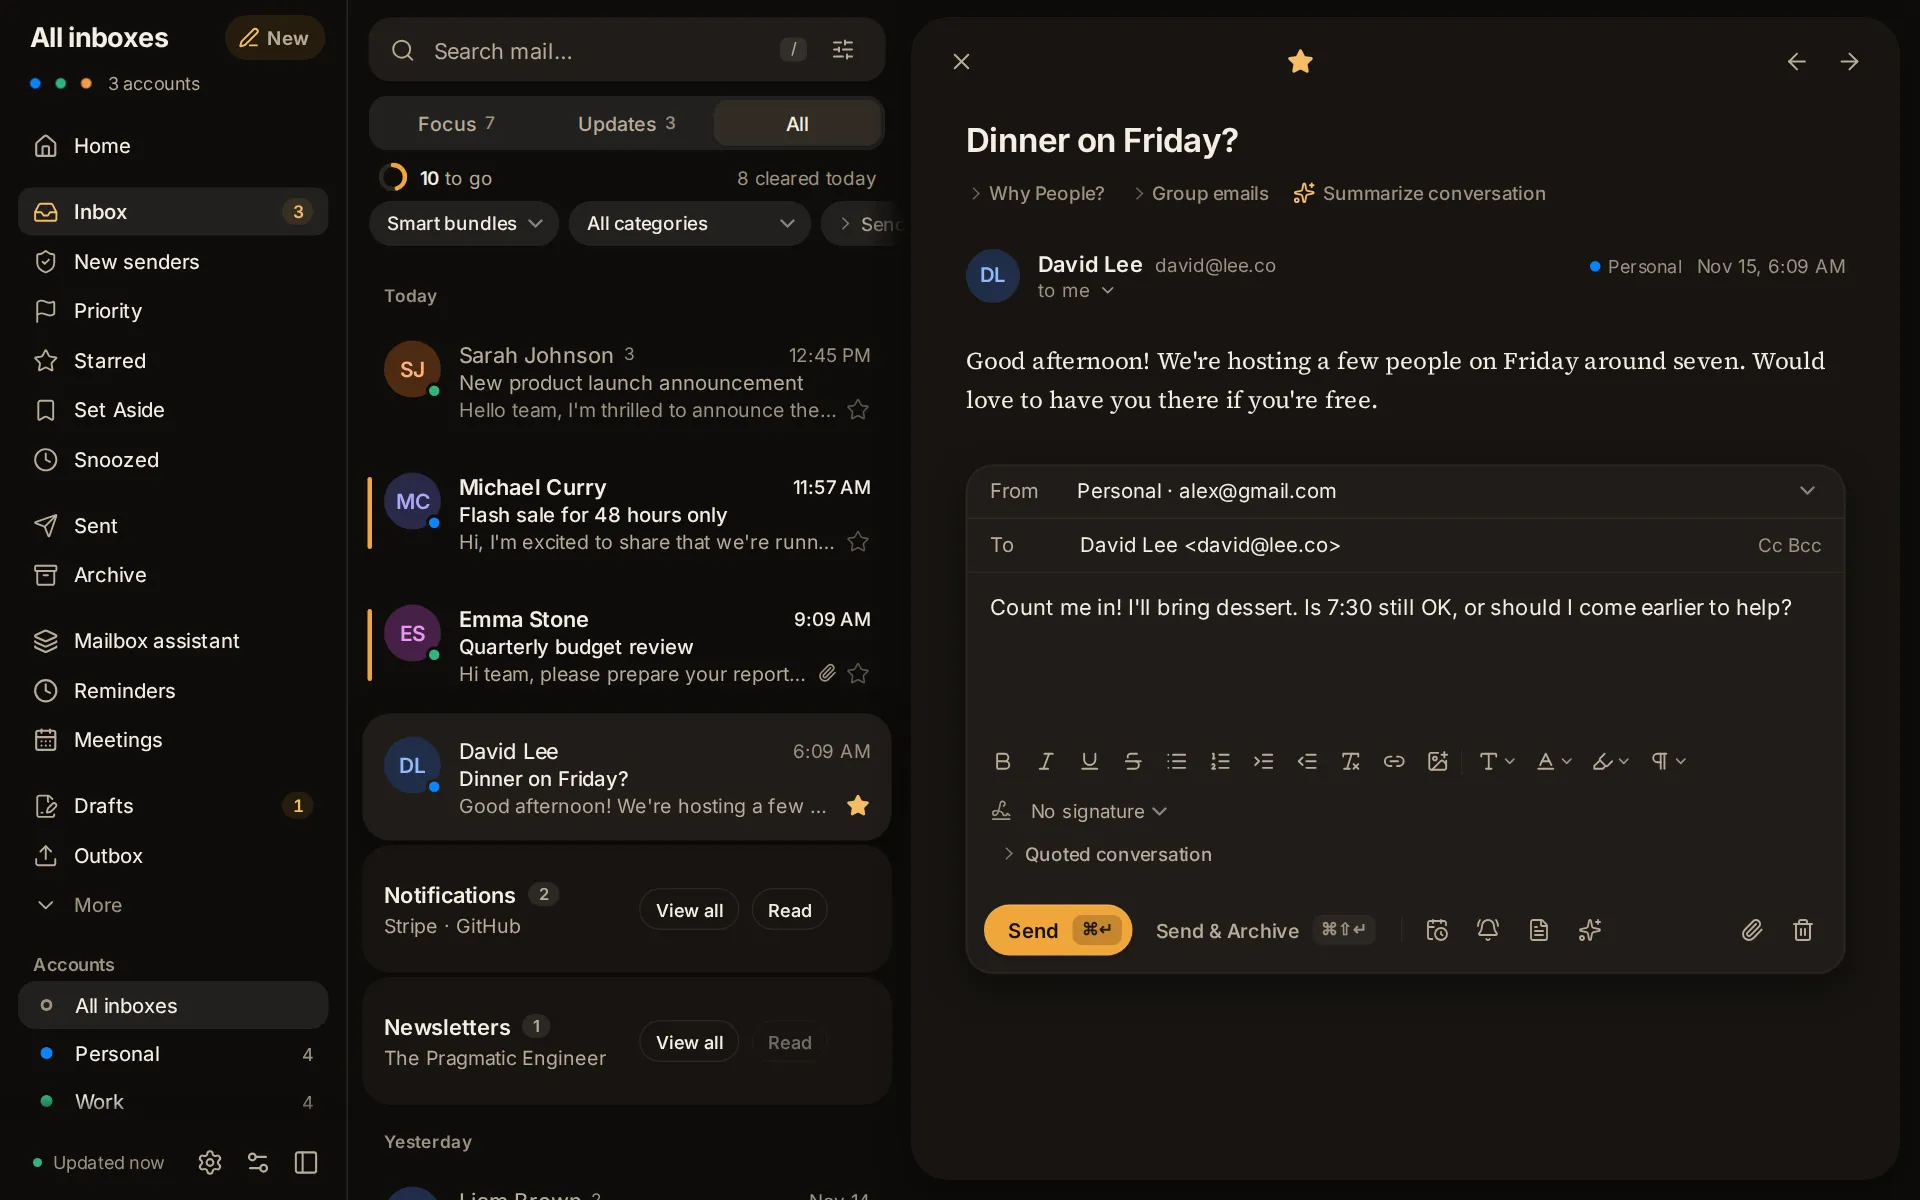 All inboxes
New
3 accounts
Home
Inbox 3
New senders
Priority
Starred
Set Aside
Snoozed
Sent
Archive
Mailbox assistant
Reminders
Meetings
Drafts 1
Outbox
More
Accounts
All inboxes
Personal 4
Work 4
Updated now
Search mail... /
Focus 7 Updates 3 All
10 to go 8 cleared today
Smart bundles All categories
Today
SJ
Sarah Johnson 3 12:45 PM
New product launch announcement
Hello team, I'm thrilled to announce the...
MC
Michael Curry 11:57 AM
Flash sale for 48 hours only
Hi, I'm excited to share that we're runn...
ES
Emma Stone 9:09 AM
Quarterly budget review
Hi team, please prepare your report...
DL
David Lee 6:09 AM
Dinner on Friday?
Good afternoon! We're hosting a few ...
Notifications 2
Stripe · GitHub
View all Read
Newsletters 1
The Pragmatic Engineer
View all Read
Yesterday
Liam Brown 2 Nov 14
Dinner on Friday?
Why People? Group emails Summarize conversation
DL
David Lee david@lee.co Personal Nov 15, 6:09 AM
to me
Good afternoon! We're hosting a few people on Friday around seven. Would
love to have you there if you're free.
From Personal · alex@gmail.com
To David Lee <david@lee.co> Cc Bcc
Count me in! I'll bring dessert. Is 7:30 still OK, or should I come earlier to help?
No signature
Quoted conversation
Send ⌘↵ Send & Archive ⌘⇧↵